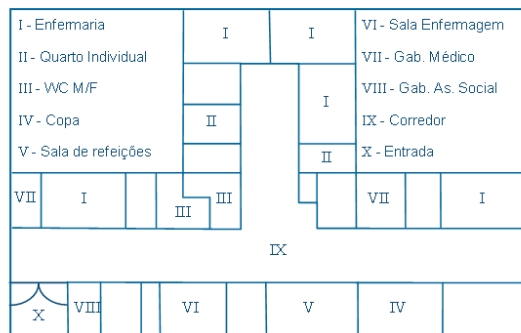 I - Enfermaria
II - Quarto Individual
III - WC M/F
IV - Copa
V - Sala de refeições
VI - Sala Enfermagem
VII - Gab. Médico
VIII - Gab. As. Social
IX - Corredor
X - Entrada
I I
I
II
II
VII I III III VII I
IX
X VIII VI V IV